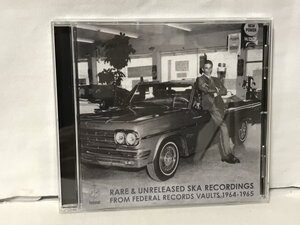 RARE & UNRELEASED SKA RECORDINGS
FROM FEDERAL RECORDS VAULTS, 1964-1965